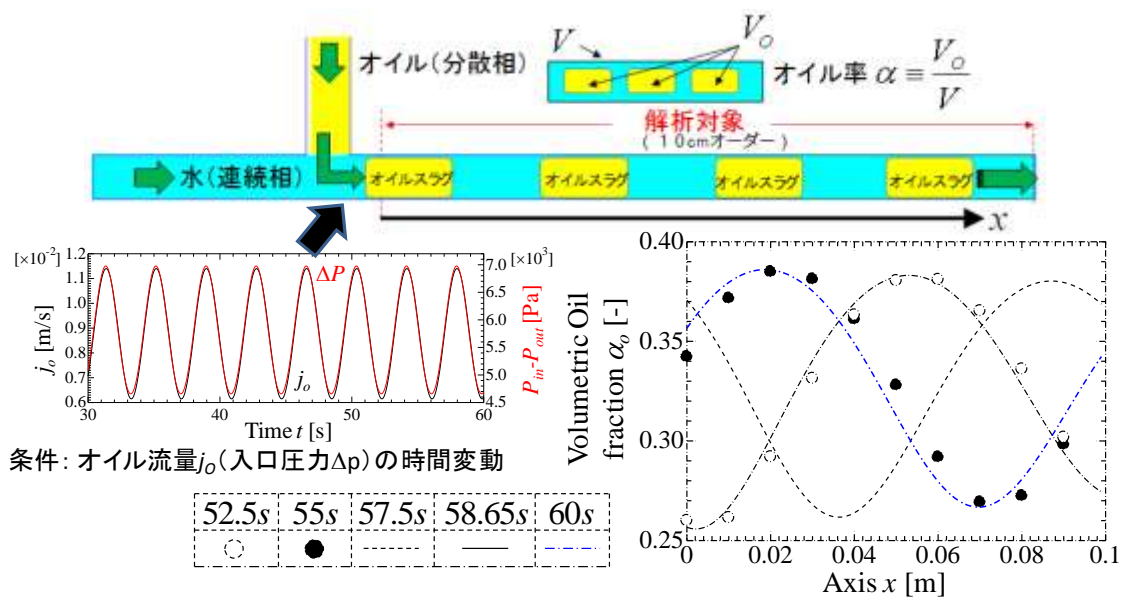 オイル(分散相)
V
V_O
オイル率 α ≡ V_O / V
解析対象
(10cmオーダー)
水(連続相)
オイルスラグ
オイルスラグ
オイルスラグ
オイルスラグ
x
[×10⁻²]
1.2
1.1
1.0
0.9
0.8
0.7
0.6
j_o [m/s]
ΔP
j_o
[×10³]
7.0
6.5
6.0
5.5
5.0
4.5
P_in-P_out [Pa]
30
40
50
60
Time t [s]
条件: オイル流量j_o(入口圧力Δp)の時間変動
52.5s 55s 57.5s 58.65s 60s
0.40
0.35
0.30
0.25
Volumetric Oil
fraction α_o [-]
0 0.02 0.04 0.06 0.08 0.1
Axis x [m]